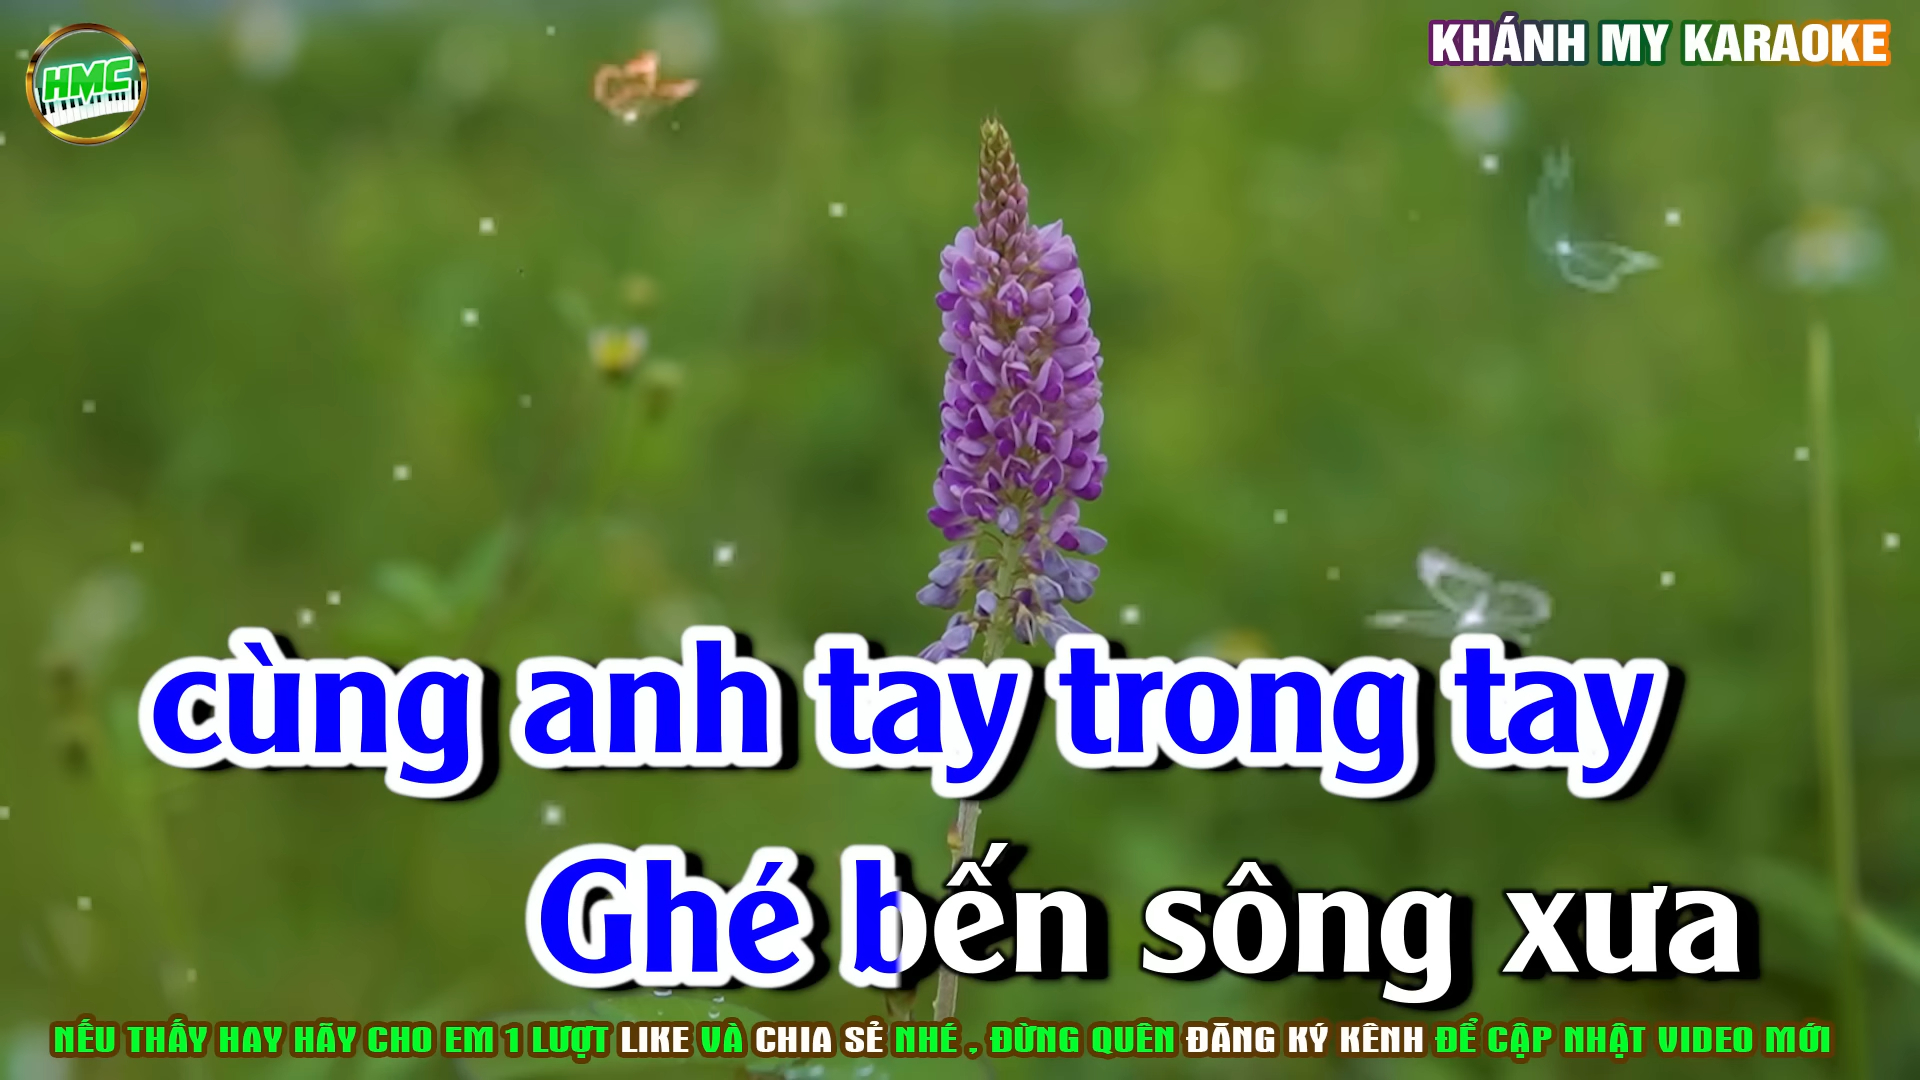 HMC
KHÁNH MY KARAOKE
cùng anh tay trong tay
Ghé bến sông xưa
NẾU THẤY HAY HÃY CHO EM 1 LƯỢT LIKE VÀ CHIA SẺ NHÉ , ĐỪNG QUÊN ĐĂNG KÝ KÊNH ĐỂ CẬP NHẬT VIDEO MỚI